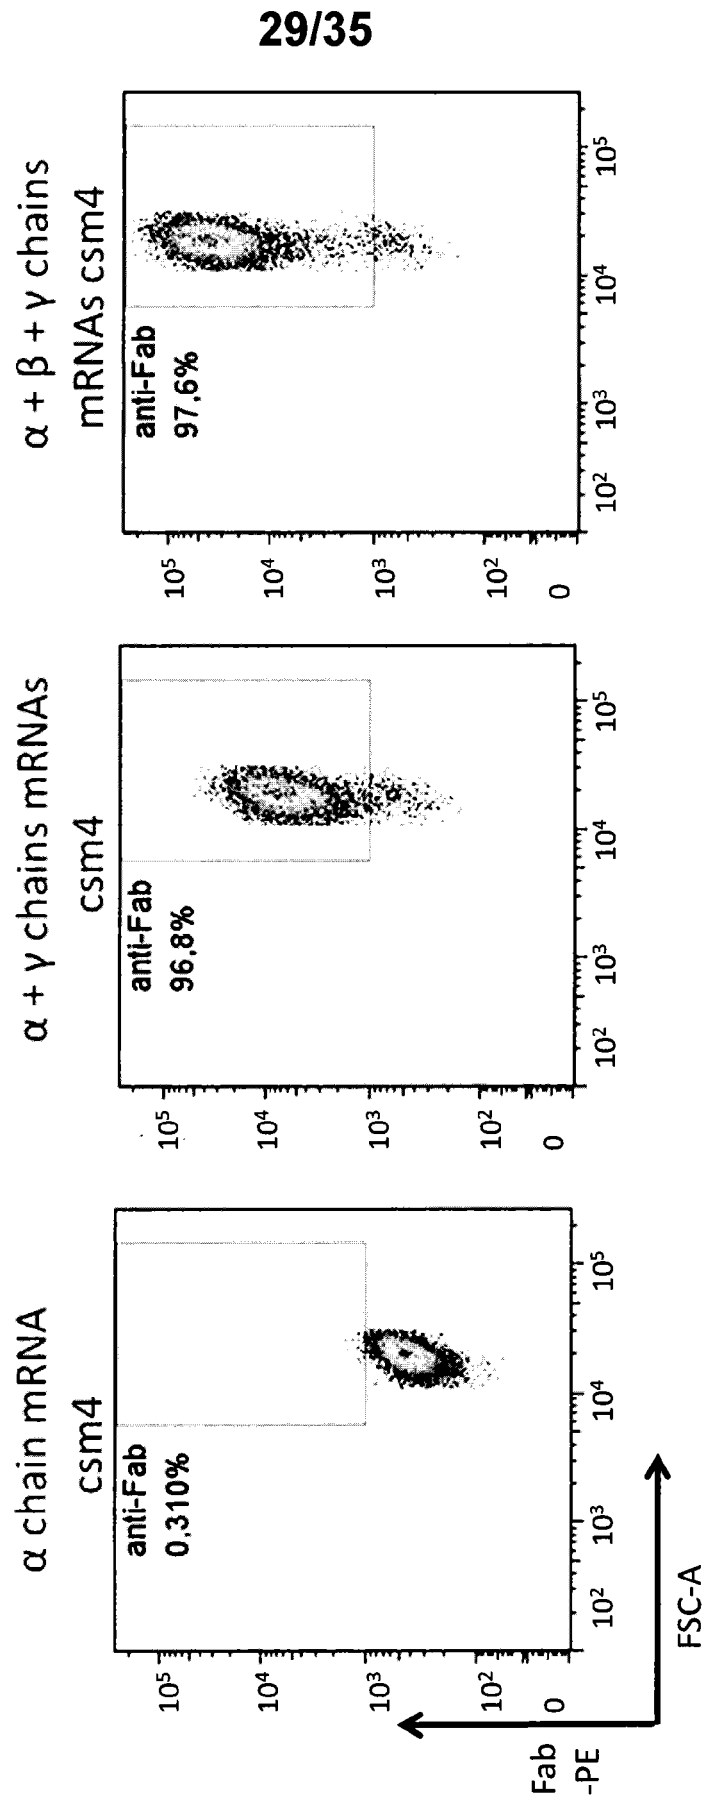 29/35
α chain mRNA
csm4
anti-Fab
0,310%
10⁵
10⁴
10³
10²
0
10² 10³ 10⁴ 10⁵
α + γ chains mRNAs
csm4
anti-Fab
96,8%
10⁵
10⁴
10³
10²
0
10² 10³ 10⁴ 10⁵
α + β + γ chains
mRNAs csm4
anti-Fab
97,6%
10⁵
10⁴
10³
10²
0
10² 10³ 10⁴ 10⁵
Fab
-PE
FSC-A